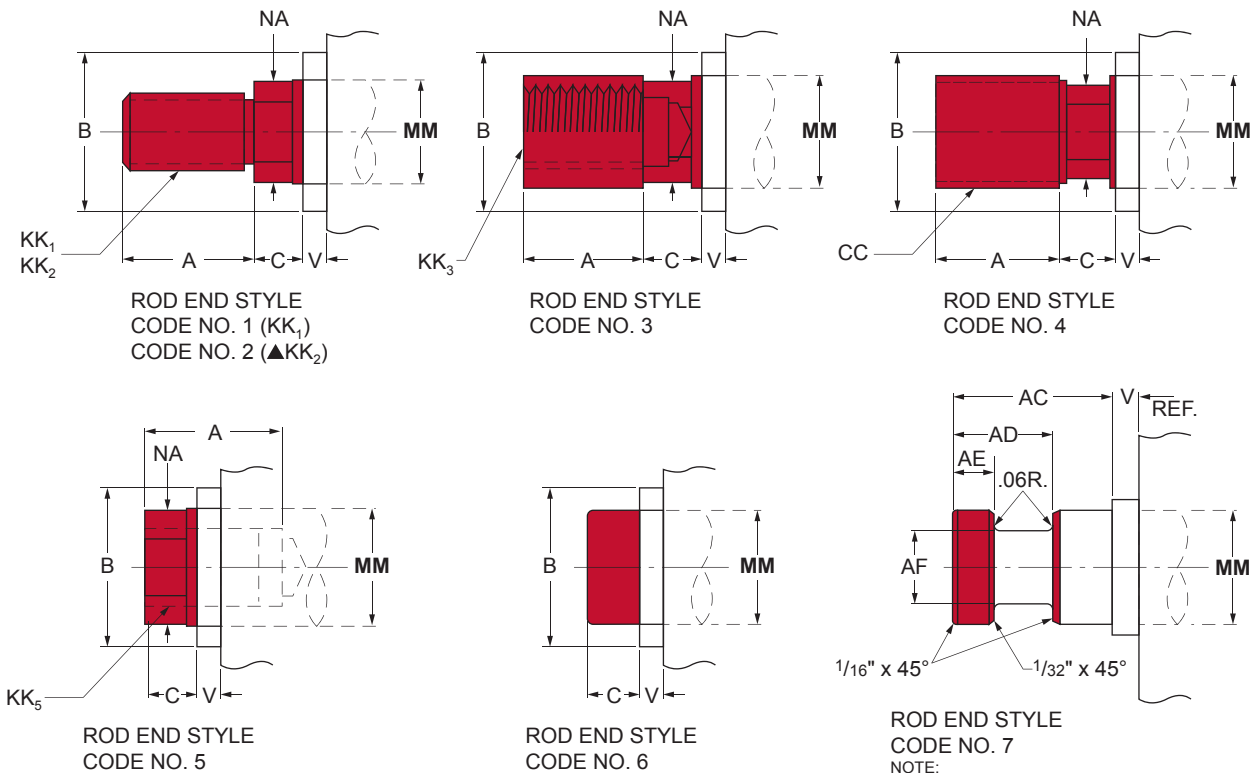 NA
B
MM
KK₁
KK₂
A
C
V
ROD END STYLE
CODE NO. 1 (KK₁)
CODE NO. 2 (▲KK₂)
NA
B
MM
KK₃
A
C
V
ROD END STYLE
CODE NO. 3
NA
B
MM
CC
A
C
V
ROD END STYLE
CODE NO. 4
A
NA
B
MM
KK₅
C
V
ROD END STYLE
CODE NO. 5
B
MM
C
V
ROD END STYLE
CODE NO. 6
AC
V
REF.
AD
AE
.06R.
AF
MM
1/16" x 45°
1/32" x 45°
ROD END STYLE
CODE NO. 7
NOTE: